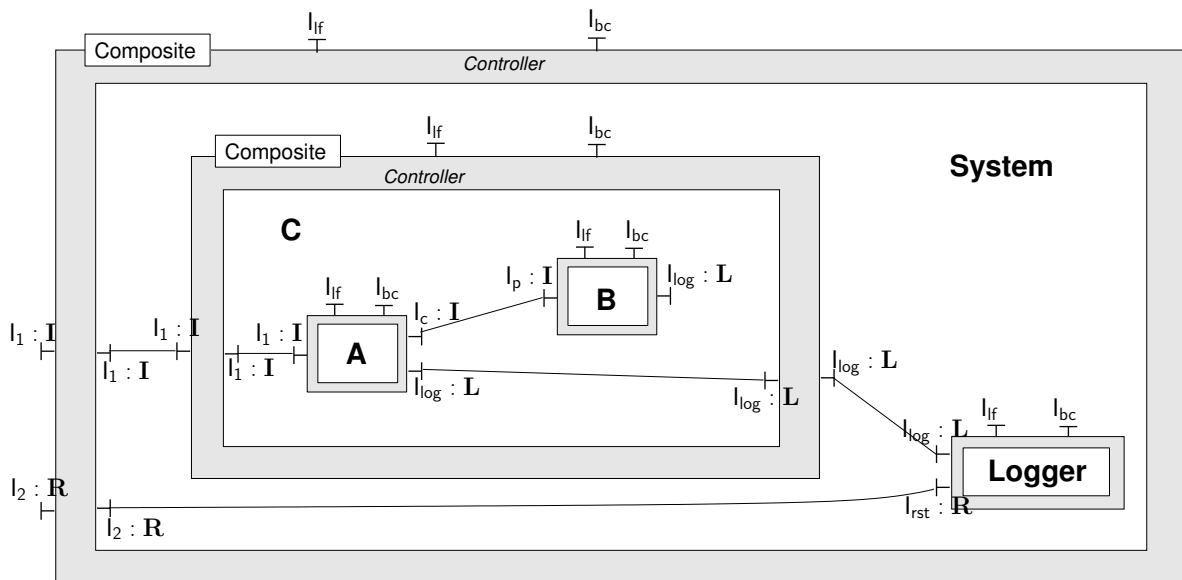 I_lf
I_bc
Composite
Controller
I_lf
I_bc
Composite
System
Controller
C
I_lf
I_bc
I_p : I
I_log : L
B
I_lf
I_bc
I_c : I
I_1 : I
I_1 : I
I_1 : I
A
I_1 : I
I_1 : I
I_log : L
I_log : L
I_log : L
I_lf
I_bc
I_log : L
Logger
I_2 : R
I_rst : R
I_2 : R